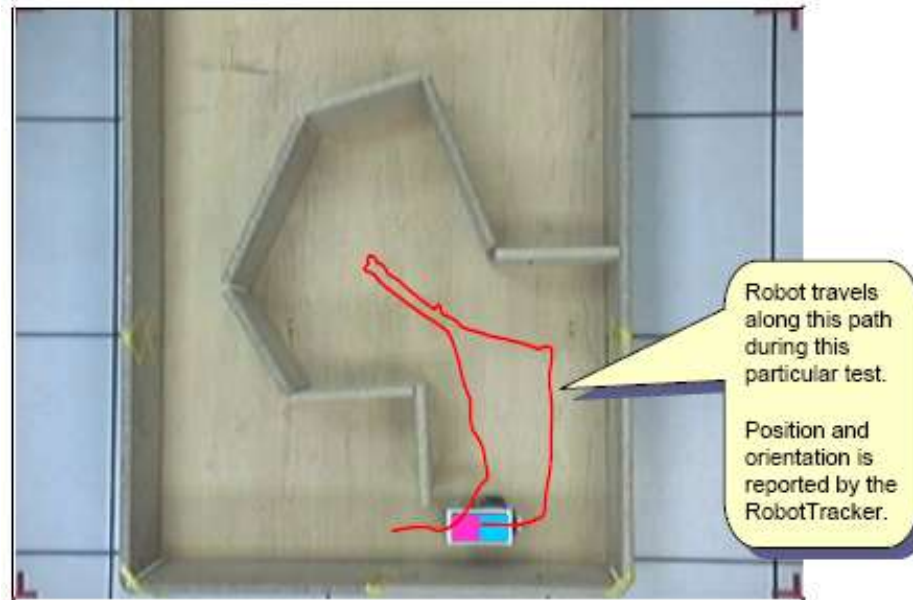 Robot travels
along this path
during this
particular test.
Position and
orientation is
reported by the
RobotTracker.